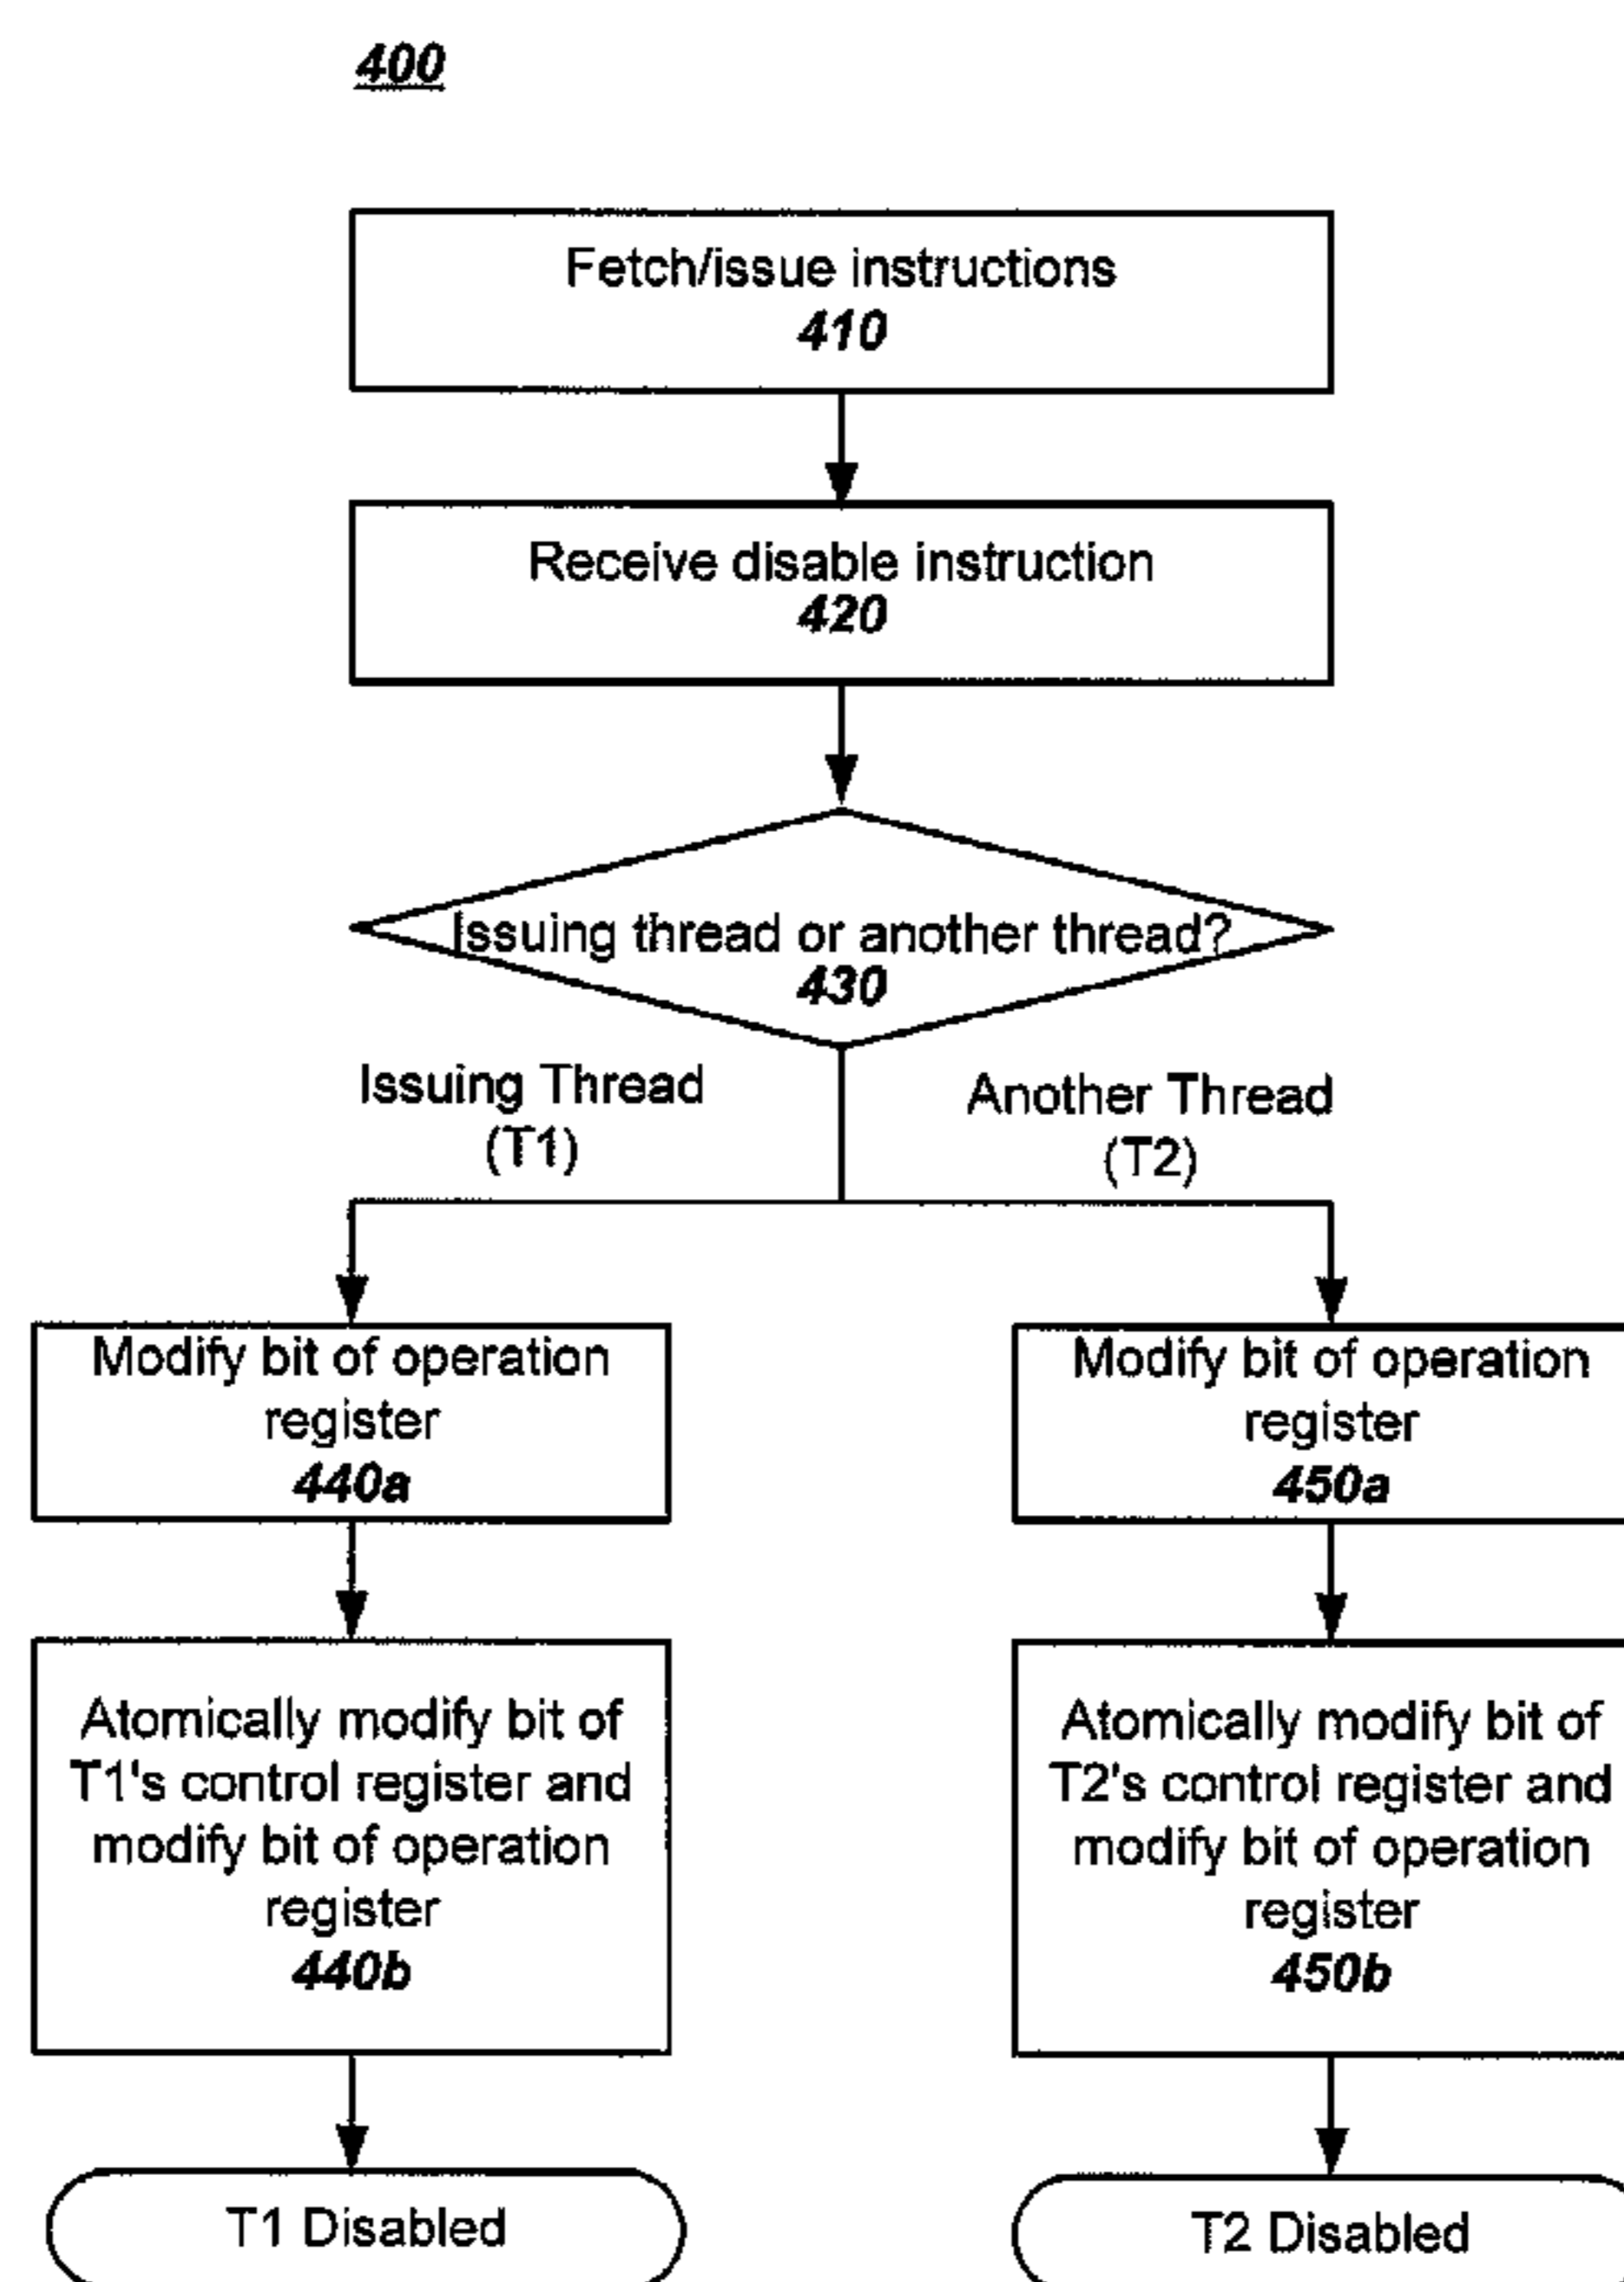 400
Fetch/issue instructions
410
Receive disable instruction
420
Issuing thread or another thread?
430
Issuing Thread
(T1)
Another Thread
(T2)
Modify bit of operation
register
440a
Modify bit of operation
register
450a
Atomically modify bit of
T1's control register and
modify bit of operation
register
440b
Atomically modify bit of
T2's control register and
modify bit of operation
register
450b
T1 Disabled
T2 Disabled